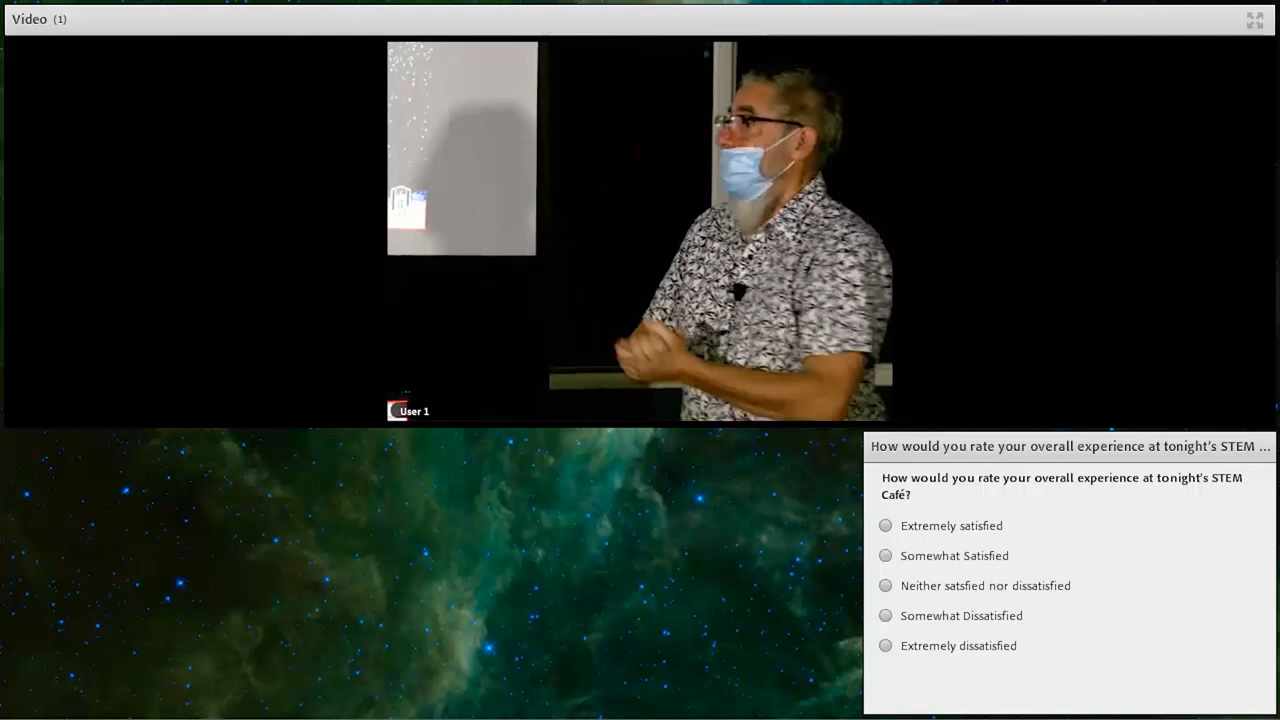 Video (1)
User 1
How would you rate your overall experience at tonight's STEM ...
How would you rate your overall experience at tonight's STEM
Café?
Extremely satisfied
Somewhat Satisfied
Neither satsfied nor dissatisfied
Somewhat Dissatisfied
Extremely dissatisfied